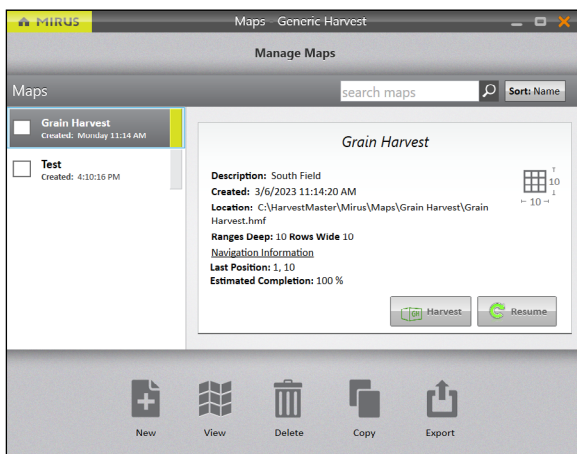 MIRUS
Maps - Generic Harvest
Manage Maps
Maps
search maps
Sort: Name
Grain Harvest
Created: Monday 11:14 AM
Test
Created: 4:10:16 PM
Grain Harvest
Description: South Field
Created: 3/6/2023 11:14:20 AM
Location: C:\HarvestMaster\Mirus\Maps\Grain Harvest\Grain
Harvest.hmf
Ranges Deep: 10 Rows Wide 10
Navigation Information
Last Position: 1, 10
Estimated Completion: 100 %
10
10
GH
Harvest
Resume
New
View
Delete
Copy
Export